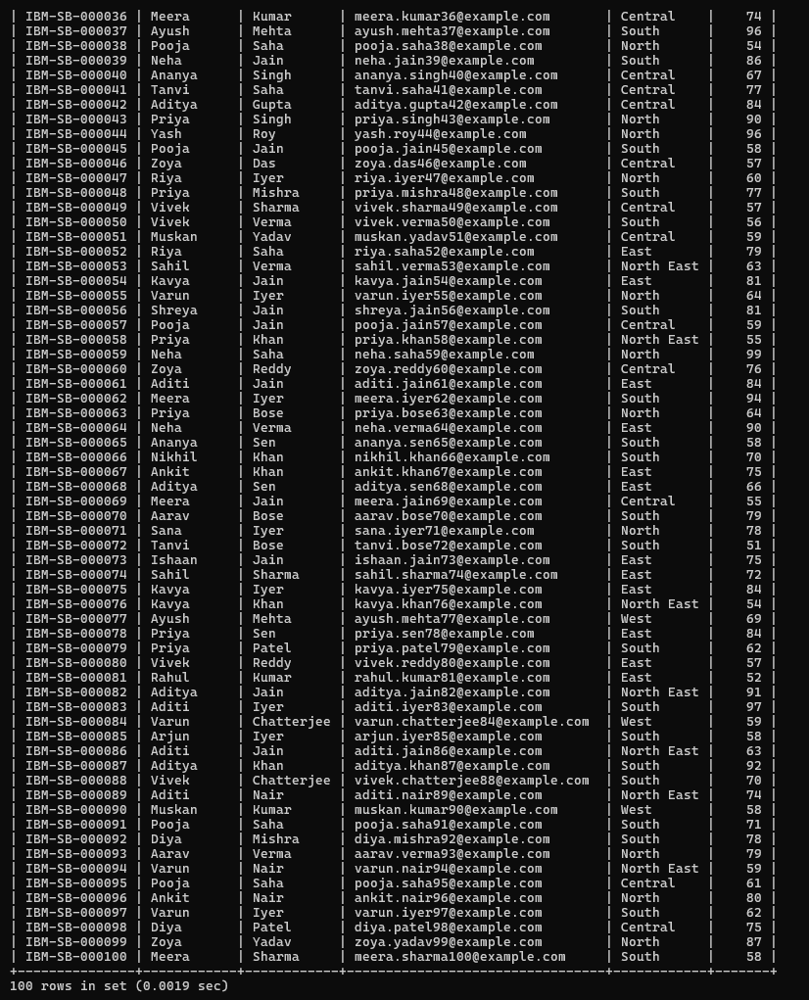 | IBM-SB-000036 | Meera      | Kumar      | meera.kumar36@example.com       | Central    |    74 |
| IBM-SB-000037 | Ayush      | Mehta      | ayush.mehta37@example.com       | South      |    96 |
| IBM-SB-000038 | Pooja      | Saha       | pooja.saha38@example.com        | North      |    54 |
| IBM-SB-000039 | Neha       | Jain       | neha.jain39@example.com         | South      |    86 |
| IBM-SB-000040 | Ananya     | Singh      | ananya.singh40@example.com      | Central    |    67 |
| IBM-SB-000041 | Tanvi      | Saha       | tanvi.saha41@example.com        | Central    |    77 |
| IBM-SB-000042 | Aditya     | Gupta      | aditya.gupta42@example.com      | Central    |    84 |
| IBM-SB-000043 | Priya      | Singh      | priya.singh43@example.com       | North      |    90 |
| IBM-SB-000044 | Yash       | Roy        | yash.roy44@example.com          | North      |    96 |
| IBM-SB-000045 | Pooja      | Jain       | pooja.jain45@example.com        | South      |    58 |
| IBM-SB-000046 | Zoya       | Das        | zoya.das46@example.com          | Central    |    57 |
| IBM-SB-000047 | Riya       | Iyer       | riya.iyer47@example.com         | North      |    60 |
| IBM-SB-000048 | Priya      | Mishra     | priya.mishra48@example.com      | South      |    77 |
| IBM-SB-000049 | Vivek      | Sharma     | vivek.sharma49@example.com      | Central    |    57 |
| IBM-SB-000050 | Vivek      | Verma      | vivek.verma50@example.com       | South      |    56 |
| IBM-SB-000051 | Muskan     | Yadav      | muskan.yadav51@example.com      | Central    |    59 |
| IBM-SB-000052 | Riya       | Saha       | riya.saha52@example.com         | East       |    79 |
| IBM-SB-000053 | Sahil      | Verma      | sahil.verma53@example.com       | North East |    63 |
| IBM-SB-000054 | Kavya      | Jain       | kavya.jain54@example.com        | East       |    81 |
| IBM-SB-000055 | Varun      | Iyer       | varun.iyer55@example.com        | North      |    64 |
| IBM-SB-000056 | Shreya     | Jain       | shreya.jain56@example.com       | South      |    81 |
| IBM-SB-000057 | Pooja      | Jain       | pooja.jain57@example.com        | Central    |    59 |
| IBM-SB-000058 | Priya      | Khan       | priya.khan58@example.com        | North East |    55 |
| IBM-SB-000059 | Neha       | Saha       | neha.saha59@example.com         | North      |    99 |
| IBM-SB-000060 | Zoya       | Reddy      | zoya.reddy60@example.com        | Central    |    76 |
| IBM-SB-000061 | Aditi      | Jain       | aditi.jain61@example.com        | East       |    84 |
| IBM-SB-000062 | Meera      | Iyer       | meera.iyer62@example.com        | South      |    94 |
| IBM-SB-000063 | Priya      | Bose       | priya.bose63@example.com        | North      |    64 |
| IBM-SB-000064 | Neha       | Verma      | neha.verma64@example.com        | East       |    90 |
| IBM-SB-000065 | Ananya     | Sen        | ananya.sen65@example.com        | South      |    58 |
| IBM-SB-000066 | Nikhil     | Khan       | nikhil.khan66@example.com       | South      |    70 |
| IBM-SB-000067 | Ankit      | Khan       | ankit.khan67@example.com        | East       |    75 |
| IBM-SB-000068 | Aditya     | Sen        | aditya.sen68@example.com        | East       |    66 |
| IBM-SB-000069 | Meera      | Jain       | meera.jain69@example.com        | Central    |    55 |
| IBM-SB-000070 | Aarav      | Bose       | aarav.bose70@example.com        | South      |    79 |
| IBM-SB-000071 | Sana       | Iyer       | sana.iyer71@example.com         | North      |    78 |
| IBM-SB-000072 | Tanvi      | Bose       | tanvi.bose72@example.com        | South      |    51 |
| IBM-SB-000073 | Ishaan     | Jain       | ishaan.jain73@example.com       | East       |    75 |
| IBM-SB-000074 | Sahil      | Sharma     | sahil.sharma74@example.com      | East       |    72 |
| IBM-SB-000075 | Kavya      | Iyer       | kavya.iyer75@example.com        | East       |    84 |
| IBM-SB-000076 | Kavya      | Khan       | kavya.khan76@example.com        | North East |    54 |
| IBM-SB-000077 | Ayush      | Mehta      | ayush.mehta77@example.com       | West       |    69 |
| IBM-SB-000078 | Priya      | Sen        | priya.sen78@example.com         | East       |    84 |
| IBM-SB-000079 | Priya      | Patel      | priya.patel79@example.com       | South      |    62 |
| IBM-SB-000080 | Vivek      | Reddy      | vivek.reddy80@example.com       | East       |    57 |
| IBM-SB-000081 | Rahul      | Kumar      | rahul.kumar81@example.com       | East       |    52 |
| IBM-SB-000082 | Aditya     | Jain       | aditya.jain82@example.com       | North East |    91 |
| IBM-SB-000083 | Aditi      | Iyer       | aditi.iyer83@example.com        | South      |    97 |
| IBM-SB-000084 | Varun      | Chatterjee | varun.chatterjee84@example.com  | West       |    59 |
| IBM-SB-000085 | Arjun      | Iyer       | arjun.iyer85@example.com        | South      |    58 |
| IBM-SB-000086 | Aditi      | Jain       | aditi.jain86@example.com        | North East |    63 |
| IBM-SB-000087 | Aditya     | Khan       | aditya.khan87@example.com       | South      |    92 |
| IBM-SB-000088 | Vivek      | Chatterjee | vivek.chatterjee88@example.com  | South      |    70 |
| IBM-SB-000089 | Aditi      | Nair       | aditi.nair89@example.com        | North East |    74 |
| IBM-SB-000090 | Muskan     | Kumar      | muskan.kumar90@example.com      | West       |    58 |
| IBM-SB-000091 | Pooja      | Saha       | pooja.saha91@example.com        | South      |    71 |
| IBM-SB-000092 | Diya       | Mishra     | diya.mishra92@example.com       | South      |    78 |
| IBM-SB-000093 | Aarav      | Verma      | aarav.verma93@example.com       | North      |    79 |
| IBM-SB-000094 | Varun      | Nair       | varun.nair94@example.com        | North East |    59 |
| IBM-SB-000095 | Pooja      | Saha       | pooja.saha95@example.com        | Central    |    61 |
| IBM-SB-000096 | Ankit      | Nair       | ankit.nair96@example.com        | North      |    80 |
| IBM-SB-000097 | Varun      | Iyer       | varun.iyer97@example.com        | South      |    62 |
| IBM-SB-000098 | Diya       | Patel      | diya.patel98@example.com        | Central    |    75 |
| IBM-SB-000099 | Zoya       | Yadav      | zoya.yadav99@example.com        | North      |    87 |
| IBM-SB-000100 | Meera      | Sharma     | meera.sharma100@example.com     | South      |    58 |
+---------------+------------+------------+---------------------------------+------------+-------+
100 rows in set (0.0019 sec)